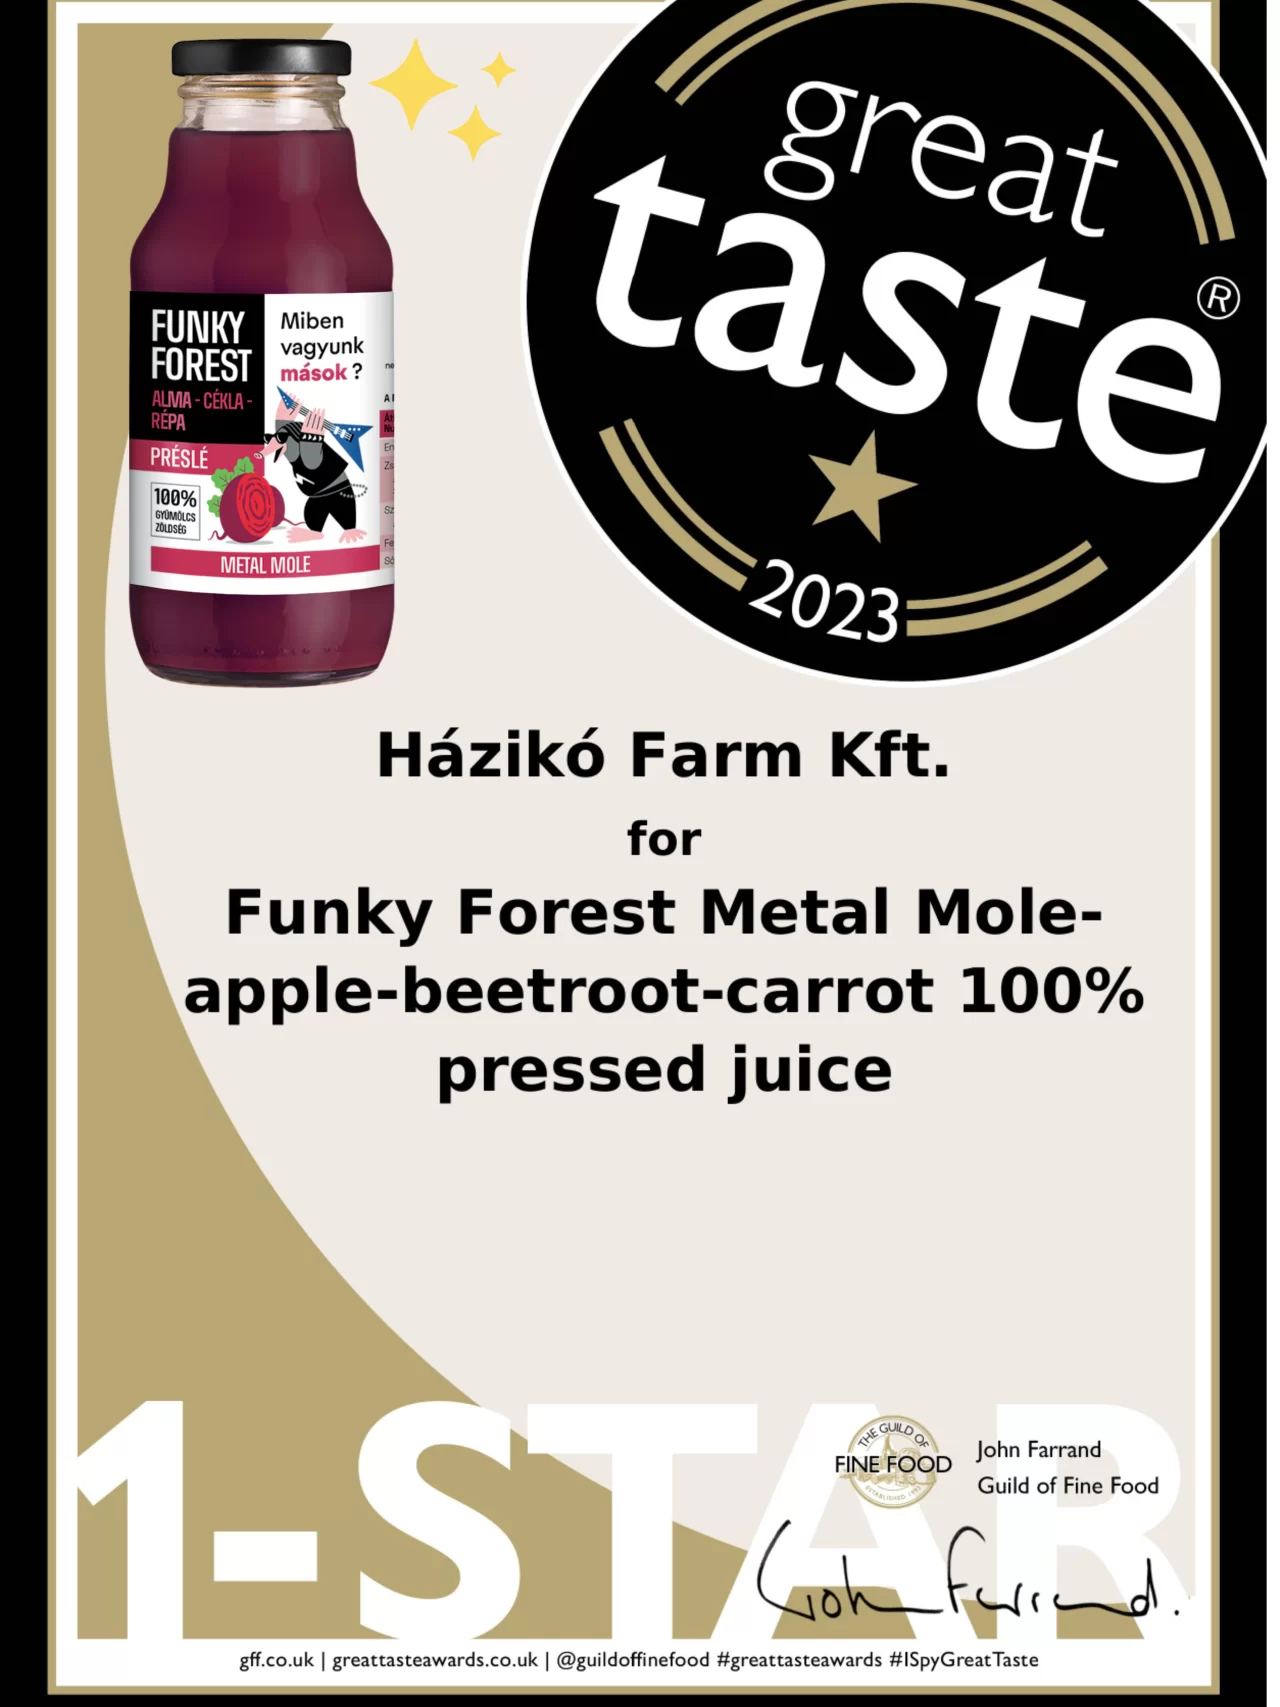 great
taste
®
2023
FUNKY
FOREST
ALMA - CÉKLA -
RÉPA
PRÉSLÉ
100%
GYÜMÖLCS
ZÖLDSÉG
Miben
vagyunk
mások ?
METAL MOLE
Házikó Farm Kft.
for
Funky Forest Metal Mole-
apple-beetroot-carrot 100%
pressed juice
1-STAR
THE GUILD OF
FINE FOOD
John Farrand
Guild of Fine Food
John Farrand.
gff.co.uk | greattasteawards.co.uk | @guildoffinefood #greattasteawards #ISpyGreatTaste